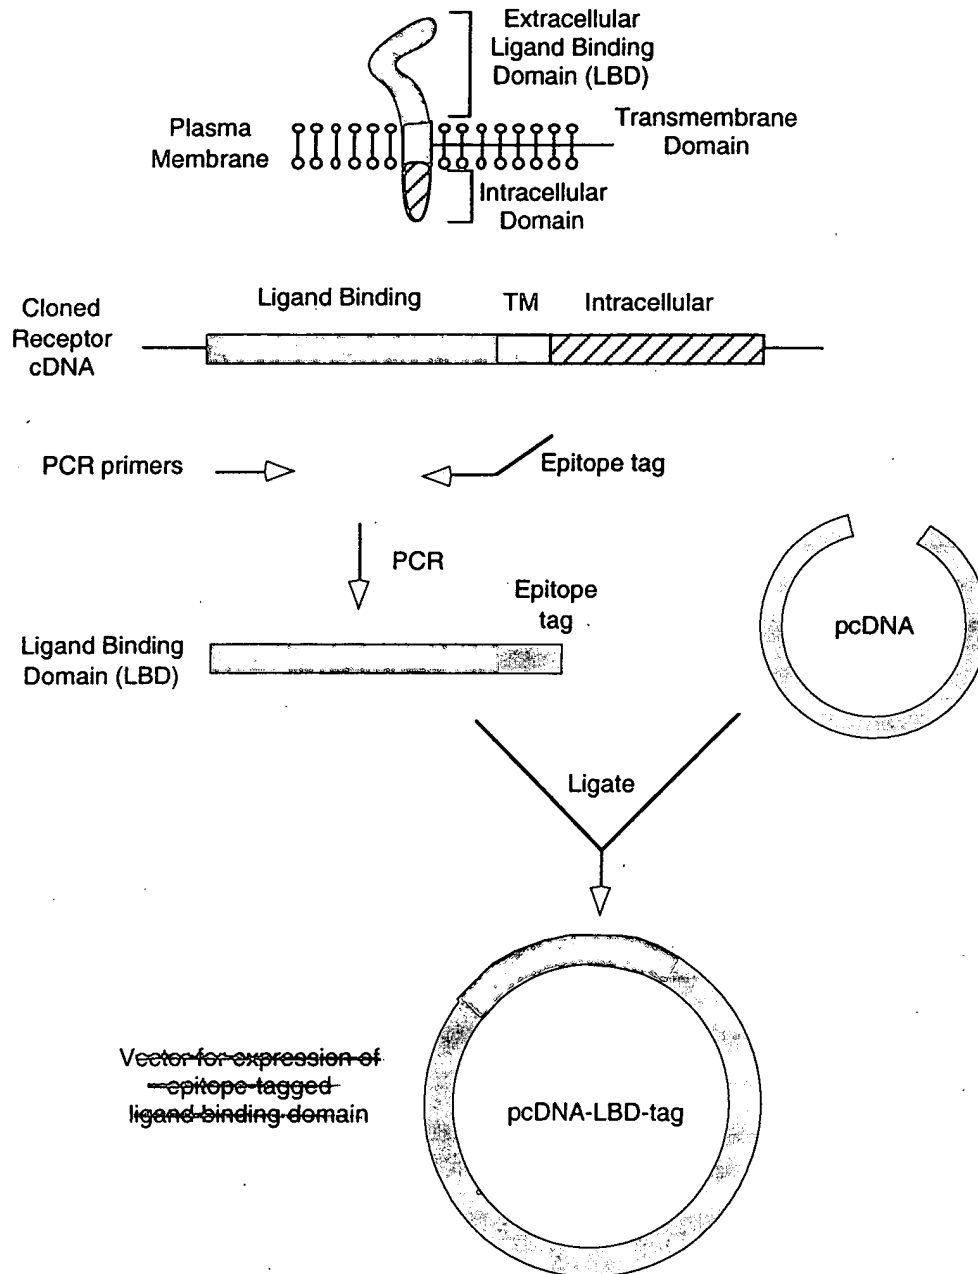 Extracellular
Ligand Binding
Domain (LBD)
Plasma
Membrane
Transmembrane
Domain
Intracellular
Domain
Cloned
Receptor
cDNA
Ligand Binding
TM
Intracellular
PCR primers
Epitope tag
PCR
Epitope
tag
Ligand Binding
Domain (LBD)
pcDNA
Ligate
Vector for expression of
epitope-tagged
ligand binding domain
pcDNA-LBD-tag